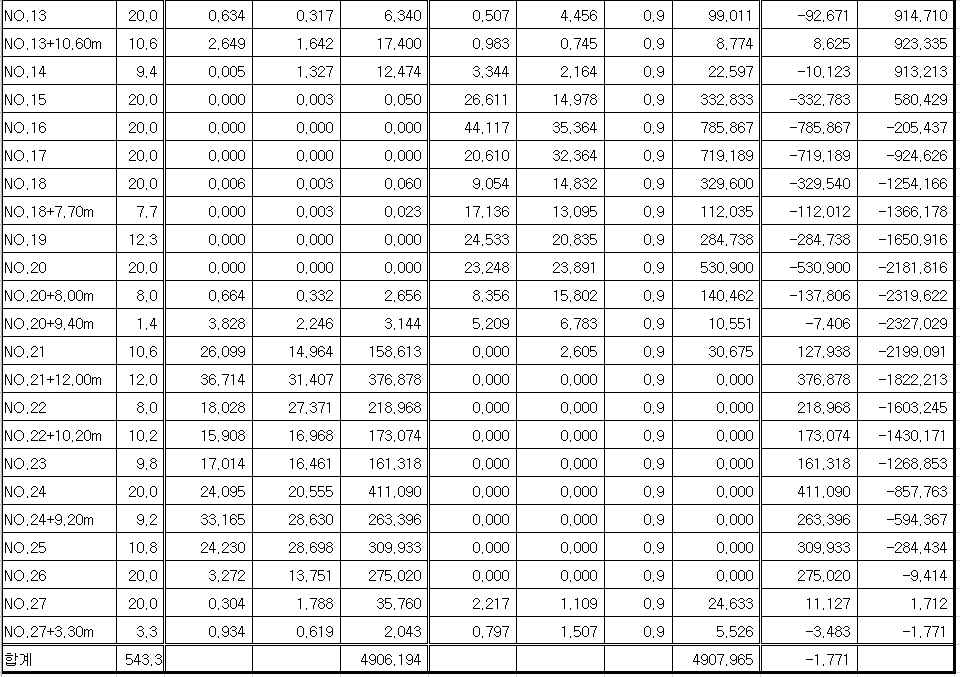 NO.13 20.0 0.634 0.317 6.340 0.507 4.456 0.9 99.011 -92.671 914.710
NO.13+10.60m 10.6 2.649 1.642 17.400 0.983 0.745 0.9 8.774 8.625 923.335
NO.14 9.4 0.005 1.327 12.474 3.344 2.164 0.9 22.597 -10.123 913.213
NO.15 20.0 0.000 0.003 0.050 26.611 14.978 0.9 332.833 -332.783 580.429
NO.16 20.0 0.000 0.000 0.000 44.117 35.364 0.9 785.867 -785.867 -205.437
NO.17 20.0 0.000 0.000 0.000 20.610 32.364 0.9 719.189 -719.189 -924.626
NO.18 20.0 0.006 0.003 0.060 9.054 14.832 0.9 329.600 -329.540 -1254.166
NO.18+7.70m 7.7 0.000 0.003 0.023 17.136 13.095 0.9 112.035 -112.012 -1366.178
NO.19 12.3 0.000 0.000 0.000 24.533 20.835 0.9 284.738 -284.738 -1650.916
NO.20 20.0 0.000 0.000 0.000 23.248 23.891 0.9 530.900 -530.900 -2181.816
NO.20+8.00m 8.0 0.664 0.332 2.656 8.356 15.802 0.9 140.462 -137.806 -2319.622
NO.20+9.40m 1.4 3.828 2.246 3.144 5.209 6.783 0.9 10.551 -7.406 -2327.029
NO.21 10.6 26.099 14.964 158.613 0.000 2.605 0.9 30.675 127.938 -2199.091
NO.21+12.00m 12.0 36.714 31.407 376.878 0.000 0.000 0.9 0.000 376.878 -1822.213
NO.22 8.0 18.028 27.371 218.968 0.000 0.000 0.9 0.000 218.968 -1603.245
NO.22+10.20m 10.2 15.908 16.968 173.074 0.000 0.000 0.9 0.000 173.074 -1430.171
NO.23 9.8 17.014 16.461 161.318 0.000 0.000 0.9 0.000 161.318 -1268.853
NO.24 20.0 24.095 20.555 411.090 0.000 0.000 0.9 0.000 411.090 -857.763
NO.24+9.20m 9.2 33.165 28.630 263.396 0.000 0.000 0.9 0.000 263.396 -594.367
NO.25 10.8 24.230 28.698 309.933 0.000 0.000 0.9 0.000 309.933 -284.434
NO.26 20.0 3.272 13.751 275.020 0.000 0.000 0.9 0.000 275.020 -9.414
NO.27 20.0 0.304 1.788 35.760 2.217 1.109 0.9 24.633 11.127 1.712
NO.27+3.30m 3.3 0.934 0.619 2.043 0.797 1.507 0.9 5.526 -3.483 -1.771
합계 543.3 4906.194 4907.965 -1.771